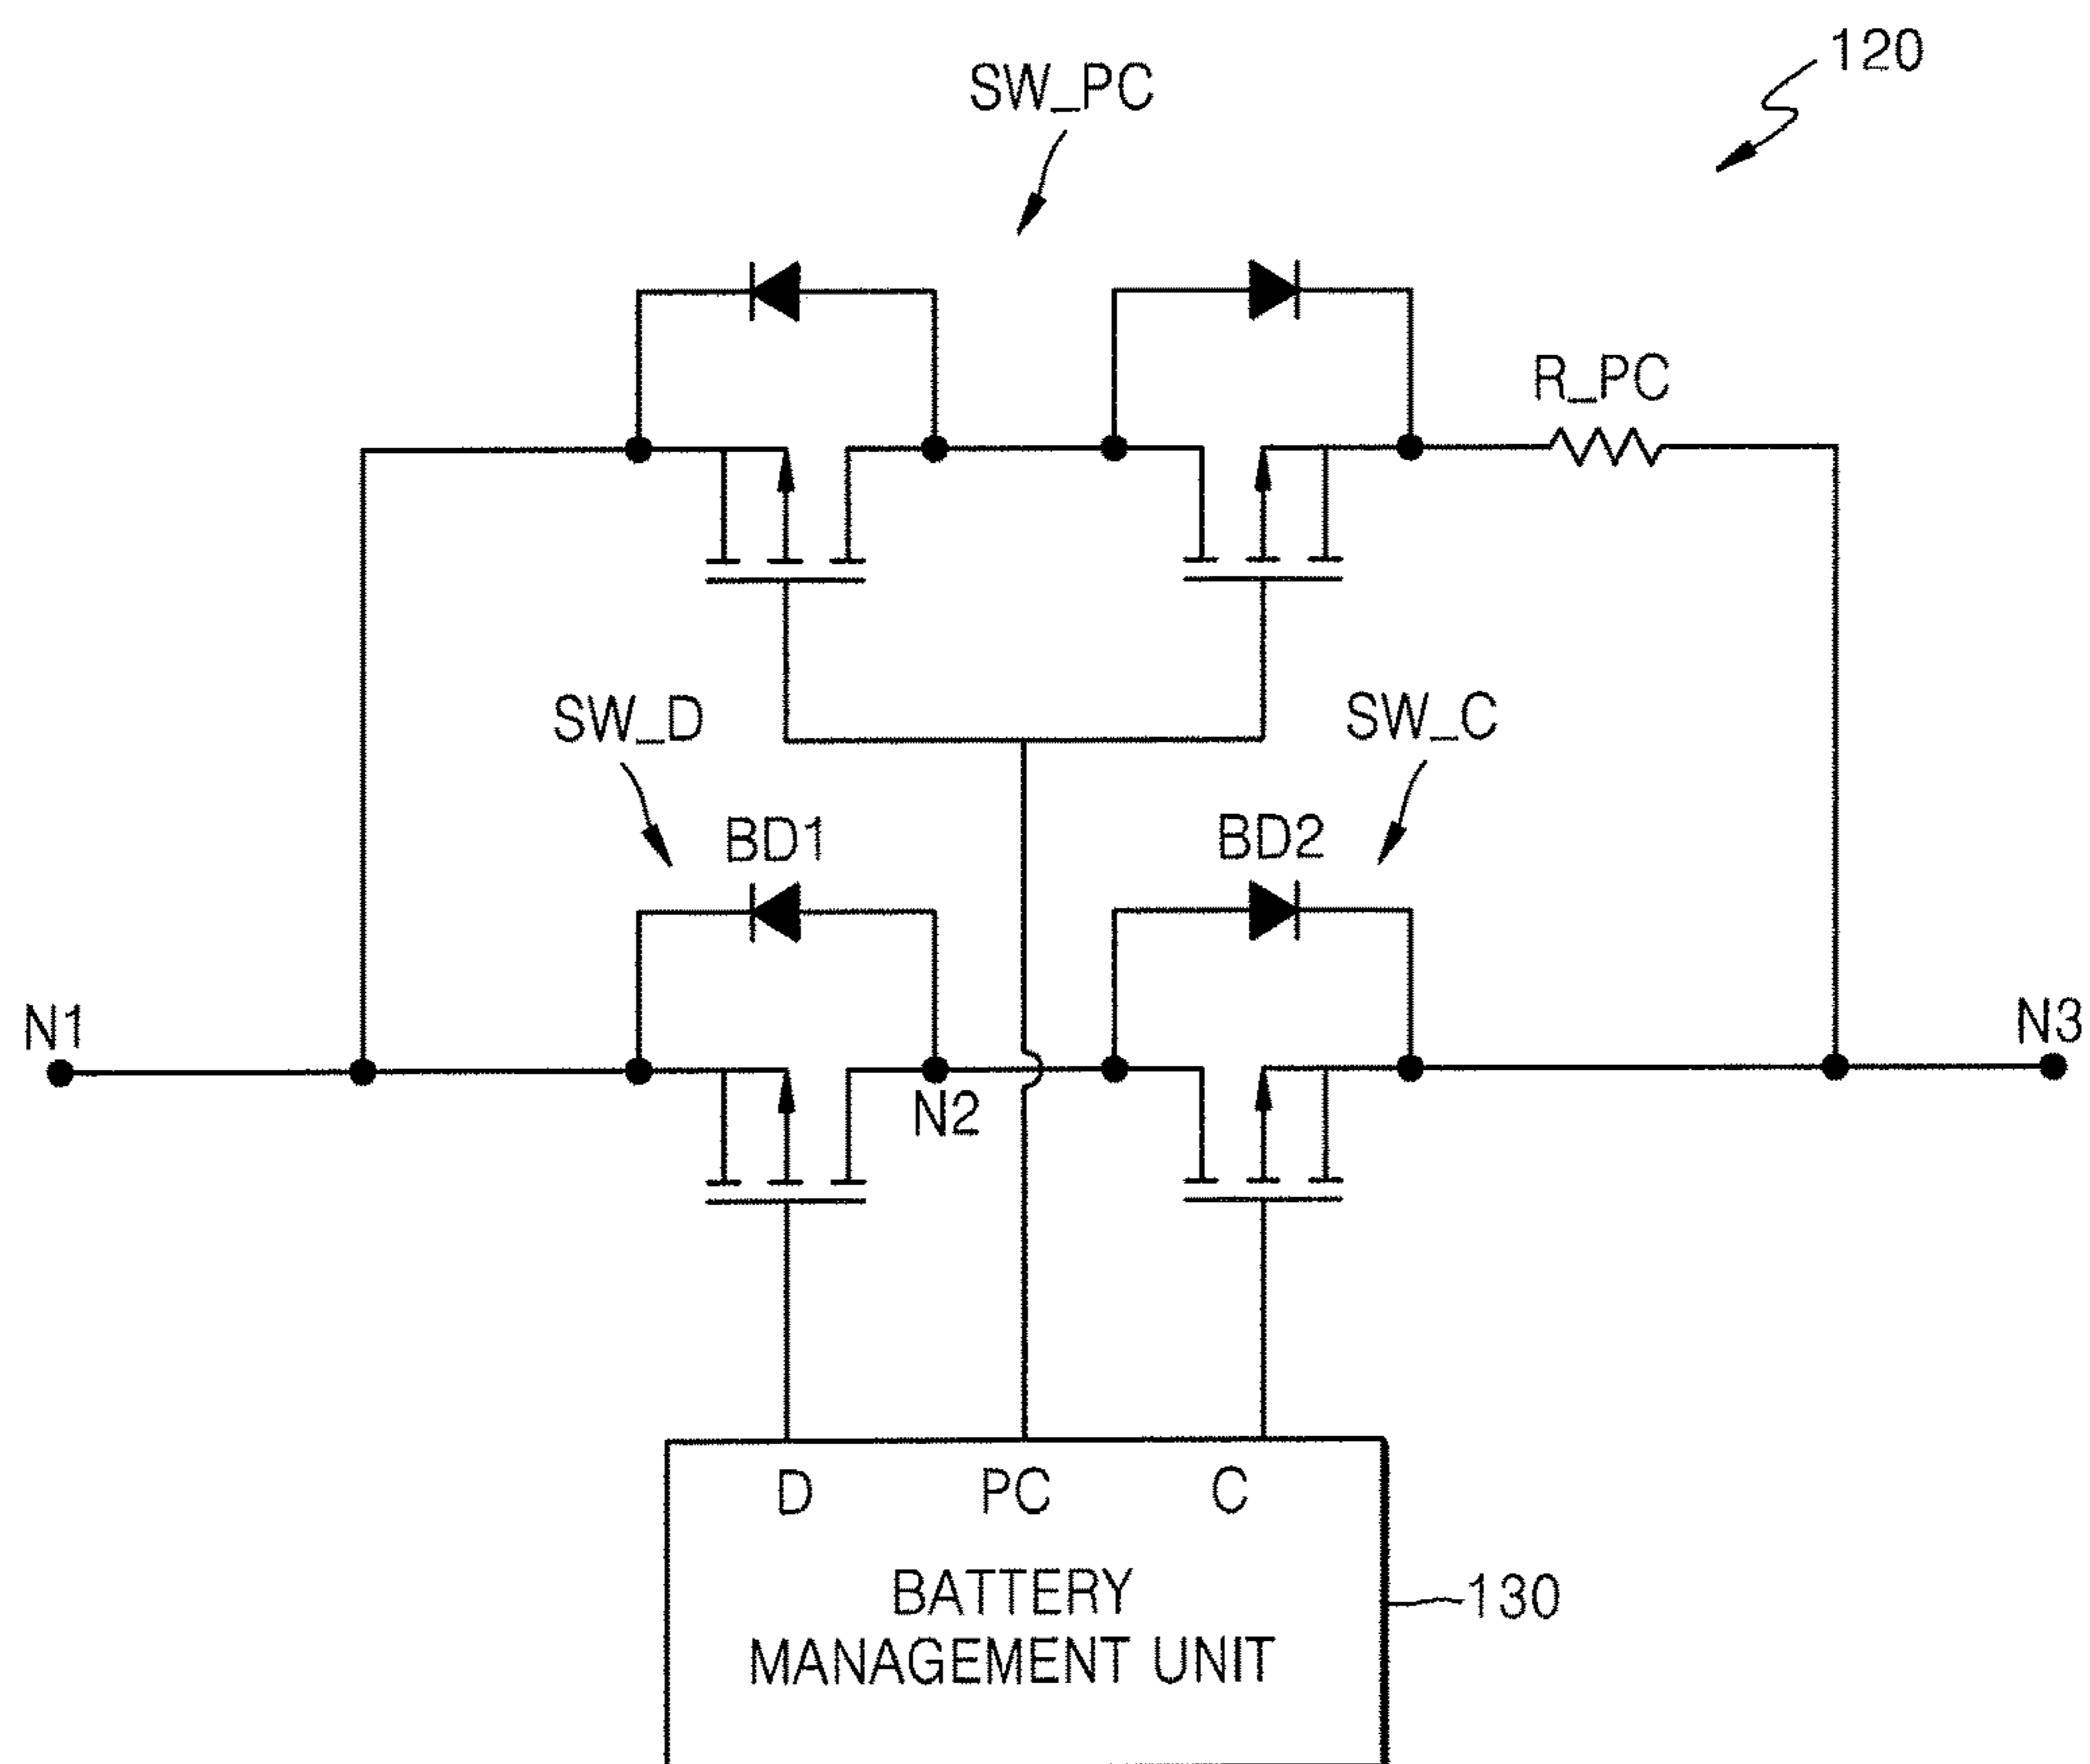 120
SW_PC
R_PC
SW_D
SW_C
BD1
BD2
N1
N3
N2
D
PC
C
BATTERY
MANAGEMENT UNIT
130